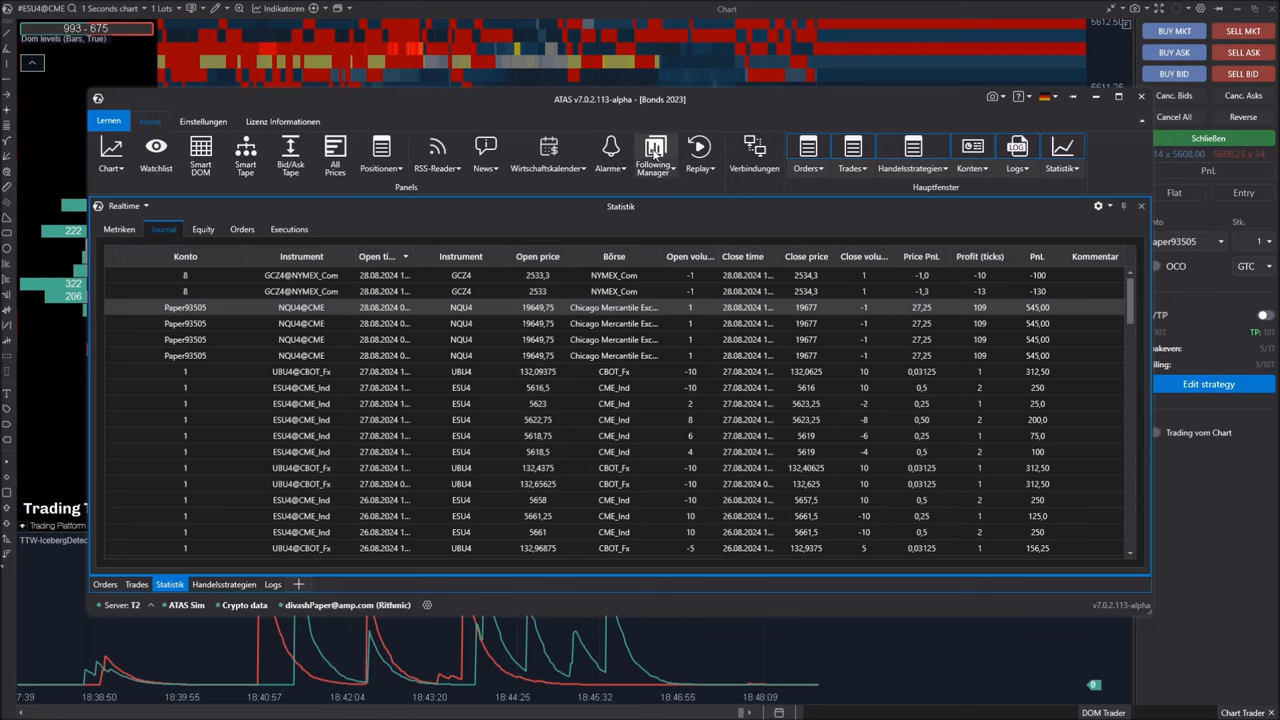 #ESU4@CME 1 Seconds chart 1 Lots Indikatoren Chart
993 - 675
Dom levels (Bars, True)
5612,50
5611,26
BUY MKT SELL MKT
BUY ASK SELL ASK
BUY BID SELL BID
Canc. Bids Canc. Asks
Cancel All Reverse
Schließen
14 x 5608,00 5608,25 x 34
PnL
Flat Entry
Stk.
aper93505 1
OCO GTC
/TP
TP: 10T
5/1T
5/10T
Edit strategy
Trading vom Chart
ATAS v7.0.2.113-alpha - [Bonds 2023]
Lernen Home Einstellungen Lizenz Informationen
Chart Watchlist Smart DOM Smart Tape Bid/Ask Tape All Prices Positionen RSS-Reader News Wirtschaftskalender Alarme Following Manager Replay Verbindungen Orders Trades Handelsstrategien Konten Logs Statistik
Panels Hauptfenster
Realtime Statistik
Metriken Journal Equity Orders Executions
Konto Instrument Open ti... Instrument Open price Börse Open volu... Close time Close price Close volu... Price PnL Profit (ticks) PnL Kommentar
8 GCZ4@NYMEX_Com 28.08.2024 1... GCZ4 2533,3 NYMEX_Com -1 28.08.2024 1... 2534,3 1 -1,0 -10 -100
8 GCZ4@NYMEX_Com 28.08.2024 1... GCZ4 2533 NYMEX_Com -1 28.08.2024 1... 2534,3 1 -1,3 -13 -130
Paper93505 NQU4@CME 28.08.2024 0... NQU4 19649,75 Chicago Mercantile Exc... 1 28.08.2024 0... 19677 -1 27,25 109 545,00
Paper93505 NQU4@CME 28.08.2024 0... NQU4 19649,75 Chicago Mercantile Exc... 1 28.08.2024 0... 19677 -1 27,25 109 545,00
Paper93505 NQU4@CME 28.08.2024 0... NQU4 19649,75 Chicago Mercantile Exc... 1 28.08.2024 0... 19677 -1 27,25 109 545,00
Paper93505 NQU4@CME 28.08.2024 0... NQU4 19649,75 Chicago Mercantile Exc... 1 28.08.2024 0... 19677 -1 27,25 109 545,00
1 UBU4@CBOT_Fx 27.08.2024 1... UBU4 132,09375 CBOT_Fx -10 27.08.2024 1... 132,0625 10 0,03125 1 312,50
1 ESU4@CME_Ind 27.08.2024 1... ESU4 5616,5 CME_Ind -10 27.08.2024 1... 5616 10 0,5 2 250
1 ESU4@CME_Ind 27.08.2024 1... ESU4 5623 CME_Ind 2 27.08.2024 1... 5623,25 -2 0,25 1 25,0
1 ESU4@CME_Ind 27.08.2024 1... ESU4 5622,75 CME_Ind 8 27.08.2024 1... 5623,25 -8 0,50 2 200,0
1 ESU4@CME_Ind 27.08.2024 1... ESU4 5618,75 CME_Ind 6 27.08.2024 1... 5619 -6 0,25 1 75,0
1 ESU4@CME_Ind 27.08.2024 1... ESU4 5618,5 CME_Ind 4 27.08.2024 1... 5619 -4 0,5 2 100
1 UBU4@CBOT_Fx 27.08.2024 1... UBU4 132,4375 CBOT_Fx -10 27.08.2024 1... 132,40625 10 0,03125 1 312,50
1 UBU4@CBOT_Fx 27.08.2024 1... UBU4 132,65625 CBOT_Fx -10 27.08.2024 1... 132,625 10 0,03125 1 312,50
1 ESU4@CME_Ind 26.08.2024 1... ESU4 5658 CME_Ind -10 26.08.2024 1... 5657,5 10 0,5 2 250
1 ESU4@CME_Ind 26.08.2024 1... ESU4 5661,25 CME_Ind 10 26.08.2024 1... 5661,5 -10 0,25 1 125,0
1 ESU4@CME_Ind 26.08.2024 1... ESU4 5661 CME_Ind 10 26.08.2024 1... 5661,5 -10 0,5 2 250
1 UBU4@CBOT_Fx 26.08.2024 1... UBU4 132,96875 CBOT_Fx -5 26.08.2024 1... 132,9375 5 0,03125 1 156,25
Orders Trades Statistik Handelsstrategien Logs
Server: T2 ATAS Sim Crypto data divashPaper@amp.com (Rithmic) v7.0.2.113-alpha
222
322
206
Trading T
Trading Platform
TTW-IcebergDetec
7:39 18:38:50 18:39:55 18:40:57 18:42:04 18:43:20 18:44:25 18:45:32 18:46:55 18:48:09
0
DOM Trader Chart Trader